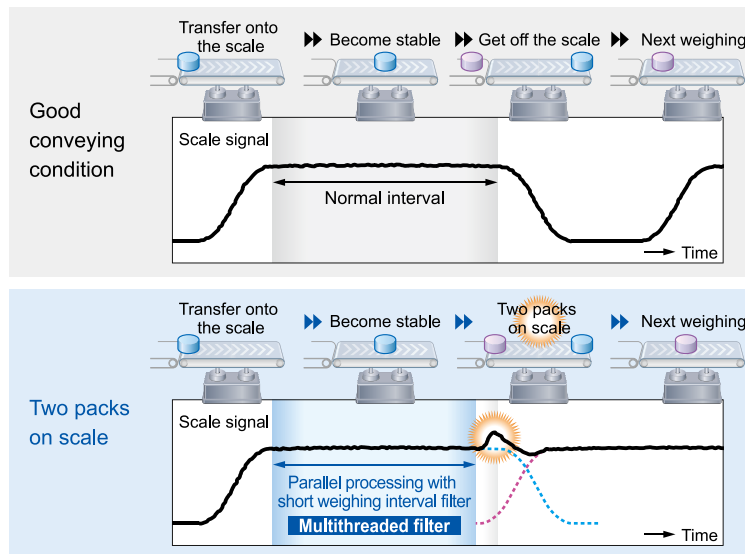 Transfer onto
the scale
Become stable
Get off the scale
Next weighing
Good
conveying
condition
Scale signal
Normal interval
Time
Transfer onto
the scale
Become stable
Two packs
on scale
Next weighing
Two packs
on scale
Scale signal
Parallel processing with
short weighing interval filter
Multithreaded filter
Time